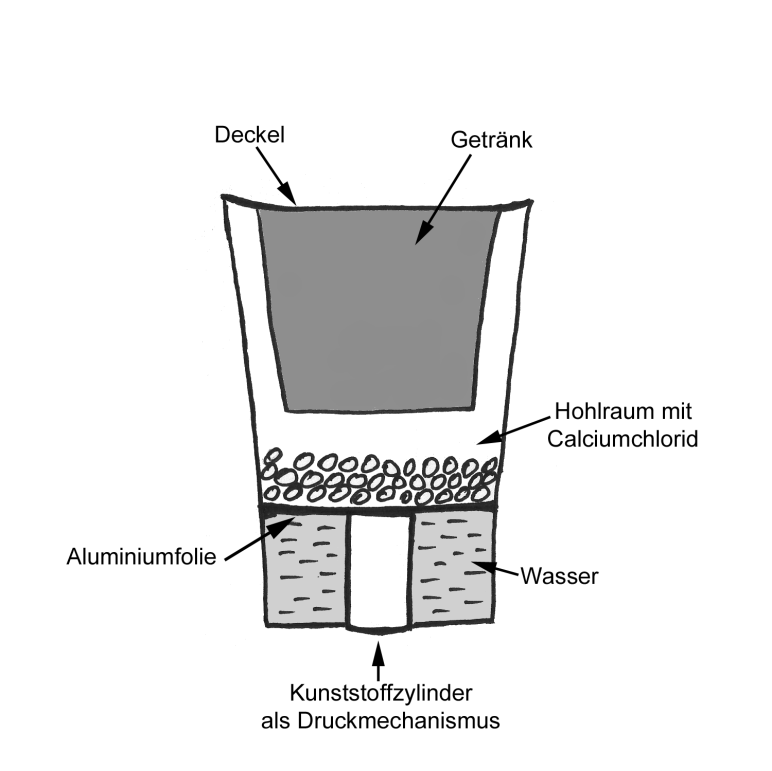 Deckel
Getränk
Hohlraum mit
Calciumchlorid
Aluminiumfolie
Wasser
Kunststoffzylinder
als Druckmechanismus